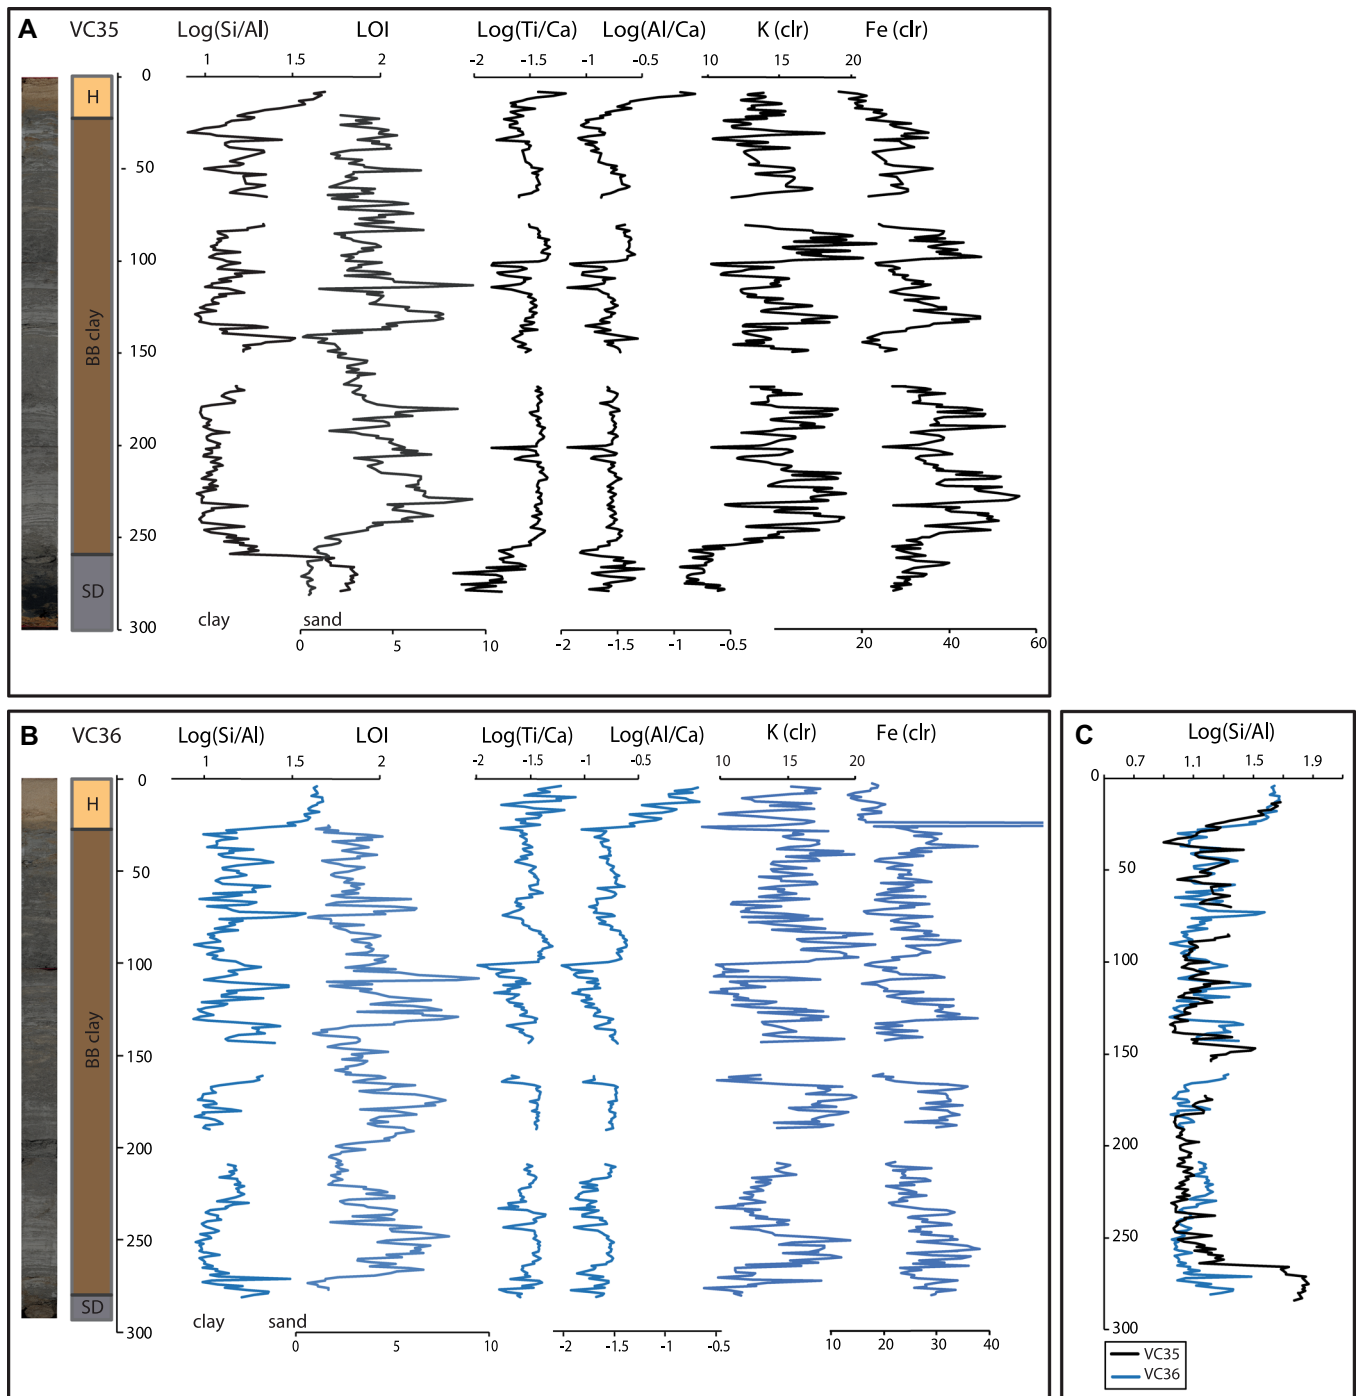 A VC35 Log(Si/Al) LOI Log(Ti/Ca) Log(Al/Ca) K (clr) Fe (clr)
1 1.5 2 -2 -1.5 -1 -0.5 10 15 20
0
H
50
100
BB clay
150
200
250
SD
300
clay sand
0 5 10 -2 -1.5 -1 -0.5 20 40 60
B VC36 Log(Si/Al) LOI Log(Ti/Ca) Log(Al/Ca) K (clr) Fe (clr)
1 1.5 2 -2 -1.5 -1 -0.5 10 15 20
0
H
50
100
BB clay
150
200
250
SD
300
clay sand
0 5 10 -2 -1.5 -1 -0.5 10 20 30 40
C Log(Si/Al)
0.7 1.1 1.5 1.9
0
50
100
150
200
250
300
VC35
VC36